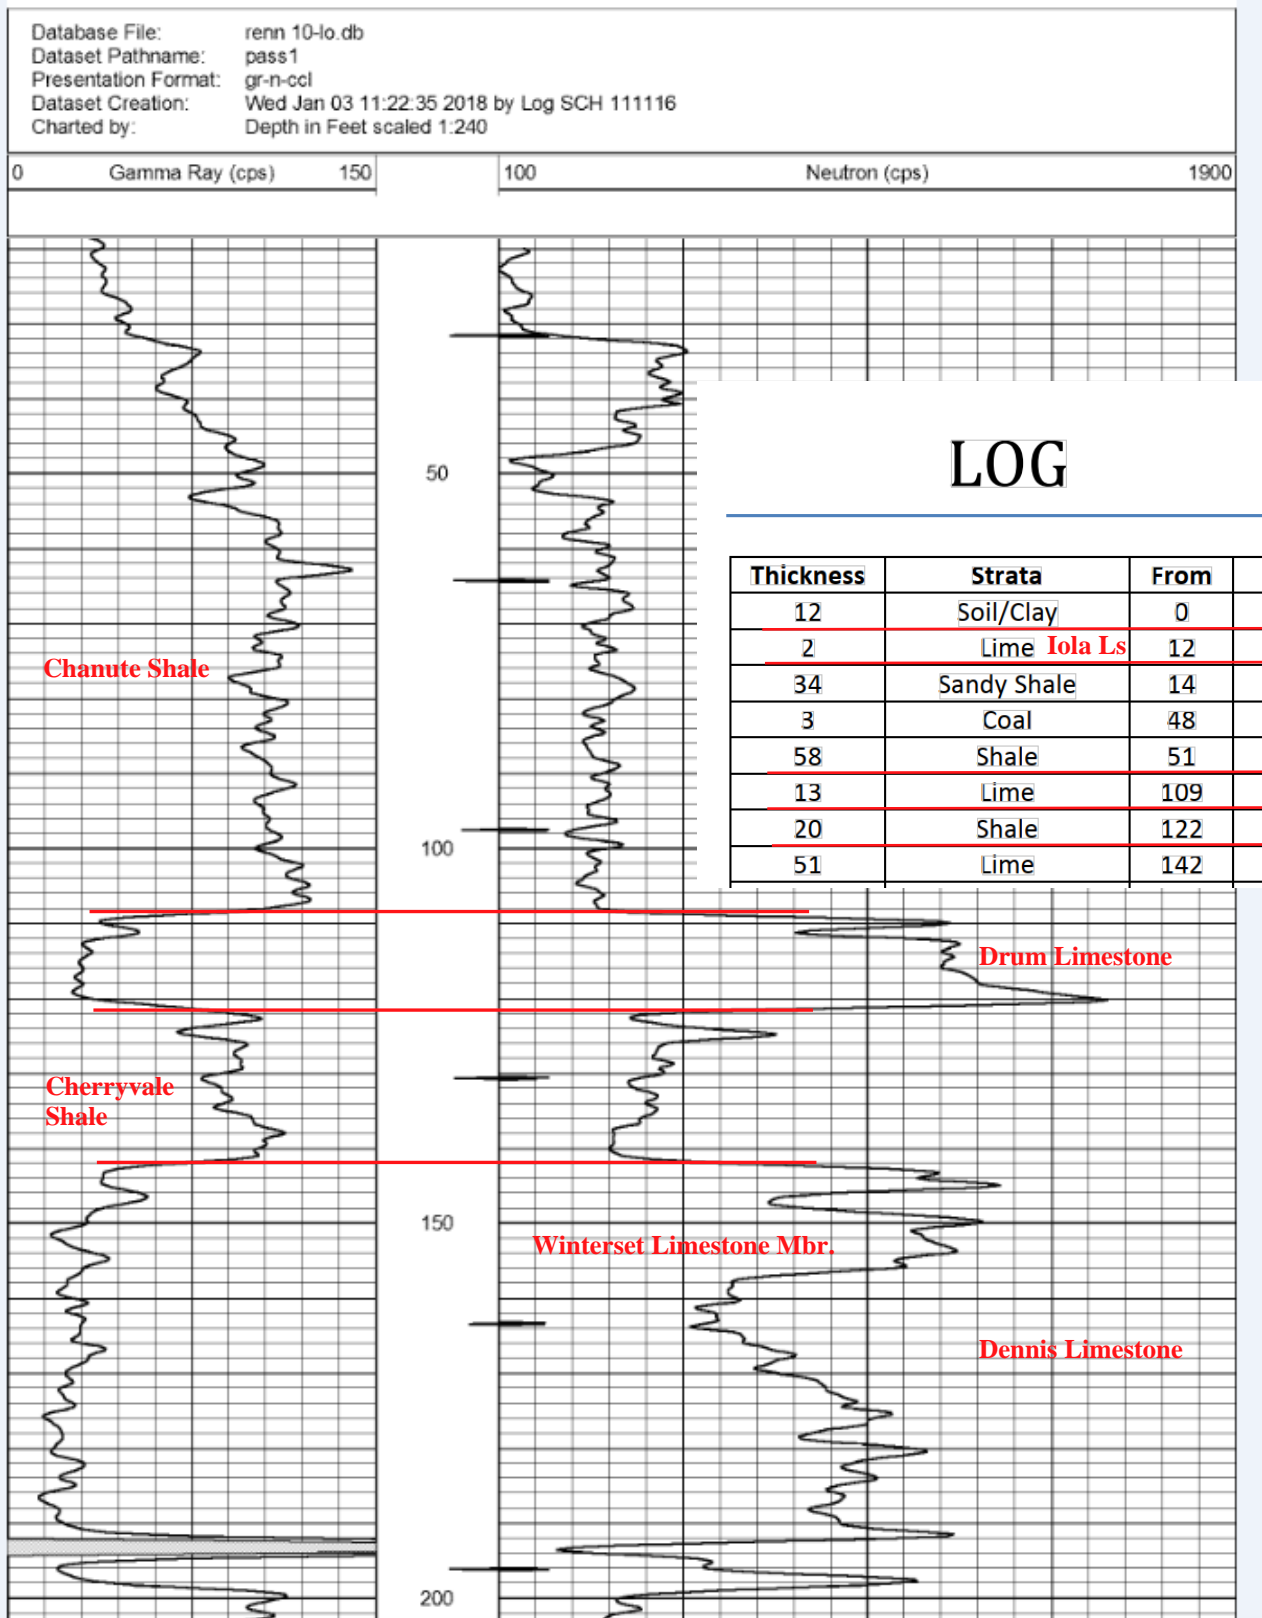 Database File: renn 10-lo.db
Dataset Pathname: pass1
Presentation Format: gr-n-ccl
Dataset Creation: Wed Jan 03 11:22:35 2018 by Log SCH 111116
Charted by: Depth in Feet scaled 1:240
0 Gamma Ray (cps) 150 100 Neutron (cps) 1900
50
LOG
Thickness Strata From
12 Soil/Clay 0
2 Lime Iola Ls 12
34 Sandy Shale 14
3 Coal 48
58 Shale 51
13 Lime 109
20 Shale 122
51 Lime 142
Chanute Shale
100
Drum Limestone
Cherryvale
Shale
150
Winterset Limestone Mbr.
Dennis Limestone
200